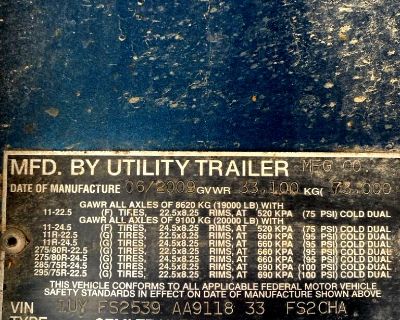 MFD. BY UTILITY TRAILER MFG CO.
DATE OF MANUFACTURE 06/2009 GVWR 33,100 KG( 73,000
GAWR ALL AXLES OF 8620 KG (19000 LB) WITH
11-22.5 (F) TIRES, 22.5x8.25 RIMS, AT 520 KPA (75 PSI) COLD DUAL
GAWR ALL AXLES OF 9100 KG (20000 LB) WITH
11-24.5 (F) TIRES, 24.5x8.25 RIMS, AT 520 KPA (75 PSI) COLD DUAL
11R-22.5 (G) TIRES, 22.5x8.25 RIMS, AT 660 KPA (95 PSI) COLD DUAL
11R-24.5 (G) TIRES, 24.5x8.25 RIMS, AT 660 KPA (95 PSI) COLD DUAL
275/80R-22.5 (G) TIRES, 22.5x8.25 RIMS, AT 660 KPA (95 PSI) COLD DUAL
275/80R-24.5 (G) TIRES, 24.5x8.25 RIMS, AT 660 KPA (95 PSI) COLD DUAL
285/75R-24.5 (G) TIRES, 24.5x8.25 RIMS, AT 690 KPA (100 PSI) COLD DUAL
295/75R-22.5 (G) TIRES, 22.5x8.25 RIMS, AT 690 KPA (100 PSI) COLD DUAL
THIS VEHICLE CONFORMS TO ALL APPLICABLE FEDERAL MOTOR VEHICLE
SAFETY STANDARDS IN EFFECT ON DATE OF MANUFACTURE SHOWN ABOVE
VIN 1UY FS2539 AA9118 33 FS2CHA